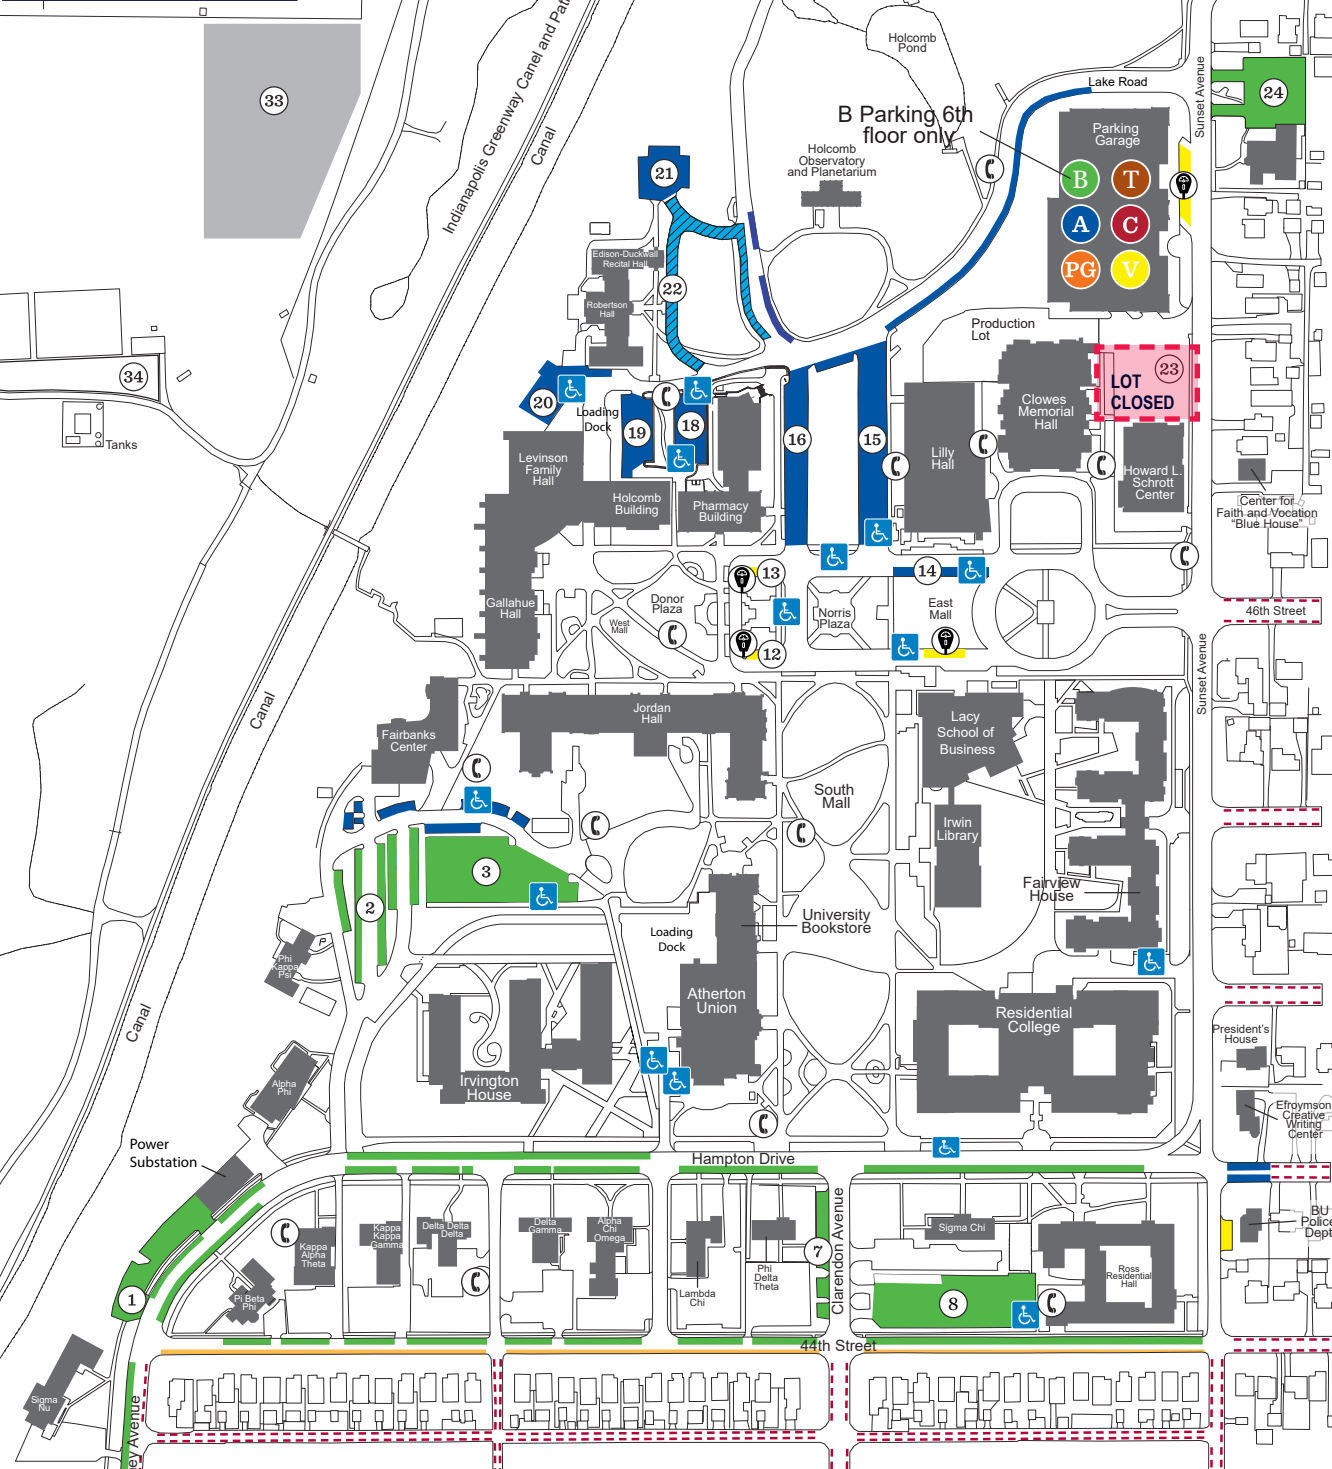 Indianapolis Greenway Canel and Pat
Holcomb
Pond
33
Canal
Lake Road
Sunset Avenue
24
B Parking 6th
floor only
Parking
Garage
Holcomb
Observatory
and Planetarium
B
T
A
C
PG
V
21
Edison-Duckwall
Recital Hall
22
Robertson
Hall
Production
Lot
23
LOT
CLOSED
34
20
Loading
Dock
19
18
16
15
Clowes
Memorial
Hall
Tanks
Levinson
Family
Hall
Lilly
Hall
Howard L.
Schrott
Center
Holcomb
Building
Pharmacy
Building
Center for
Faith and Vocation
“Blue House”
13
14
Gallahue
Hall
Donor
Plaza
West
Mall
Norris
Plaza
East
Mall
46th Street
12
Sunset Avenue
Canal
Jordan
Hall
Fairbanks
Center
Lacy
School of
Business
South
Mall
Irwin
Library
3
Fairview
House
2
University
Bookstore
Loading
Dock
P
Phi
Kappa
Psi
Atherton
Union
Residential
College
Canal
President's
House
Irvington
House
Alpha
Phi
Efroymson
Creative
Writing
Center
Power
Substation
Hampton Drive
Clarendon Avenue
BU
Police
Dept
Kappa
Alpha
Theta
Kappa
Kappa
Gamma
Delta Delta
Delta
Delta
Gamma
Alpha
Chi
Omega
Sigma Chi
7
Phi
Delta
Theta
Ross
Residential
Hall
Lambda
Chi
Pi Beta
Phi
1
8
44th Street
Sigma
Nu
ey Avenue